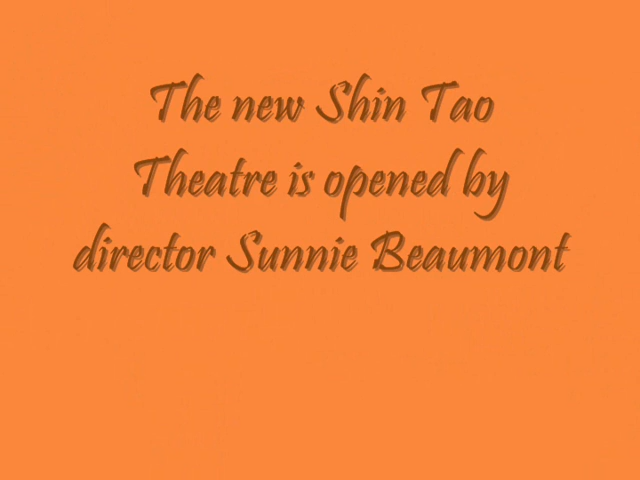 The new Shin Tao
Theatre is opened by
director Sunnie Beaumont